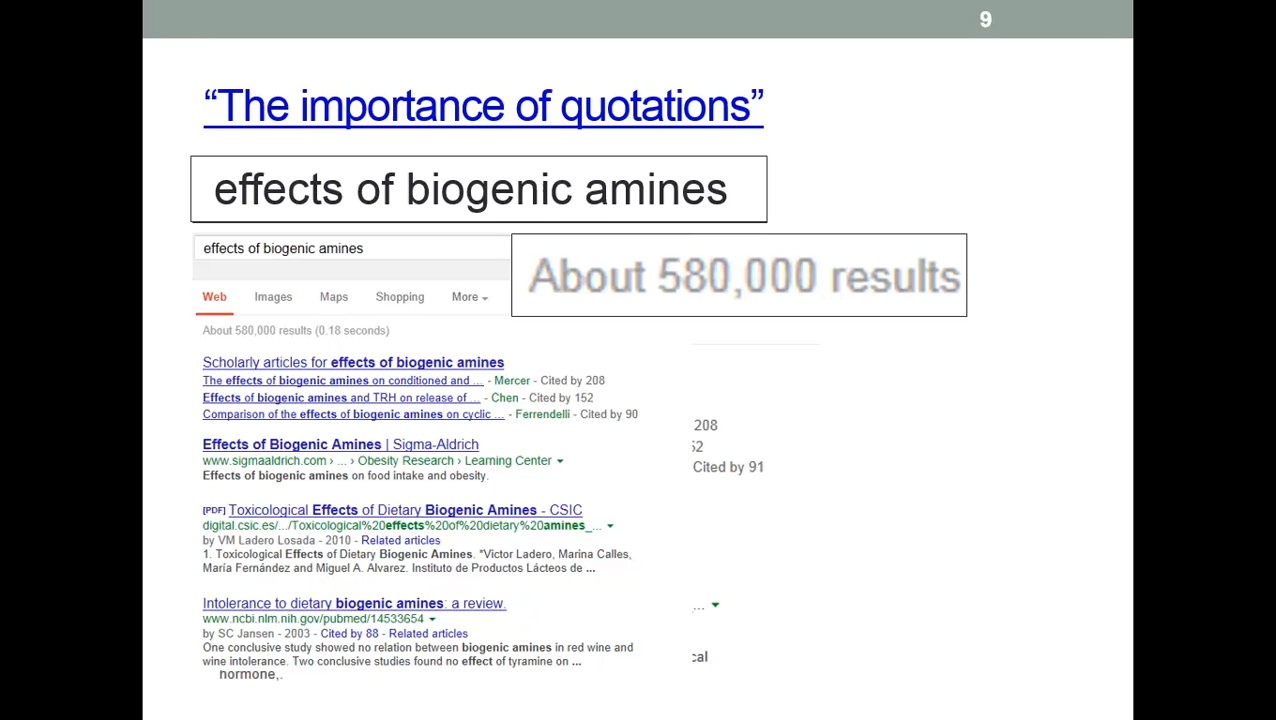 9
“The importance of quotations”
effects of biogenic amines
effects of biogenic amines
About 580,000 results
Web Images Maps Shopping More
About 580,000 results (0.18 seconds)
Scholarly articles for effects of biogenic amines
The effects of biogenic amines on conditioned and ... - Mercer - Cited by 208
Effects of biogenic amines and TRH on release of ... - Chen - Cited by 152
Comparison of the effects of biogenic amines on cyclic ... - Ferrendelli - Cited by 90
208
52
Cited by 91
Effects of Biogenic Amines | Sigma-Aldrich
www.sigmaaldrich.com › ... › Obesity Research › Learning Center
Effects of biogenic amines on food intake and obesity.
[PDF] Toxicological Effects of Dietary Biogenic Amines - CSIC
digital.csic.es/.../Toxicological%20effects%20of%20dietary%20amines_...
by VM Ladero Losada - 2010 - Related articles
1. Toxicological Effects of Dietary Biogenic Amines. *Victor Ladero, Marina Calles,
María Fernández and Miguel A. Alvarez. Instituto de Productos Lácteos de ...
Intolerance to dietary biogenic amines: a review.
...
www.ncbi.nlm.nih.gov/pubmed/14533654
by SC Jansen - 2003 - Cited by 88 - Related articles
One conclusive study showed no relation between biogenic amines in red wine and
wine intolerance. Two conclusive studies found no effect of tyramine on ...
cal
hormone,.